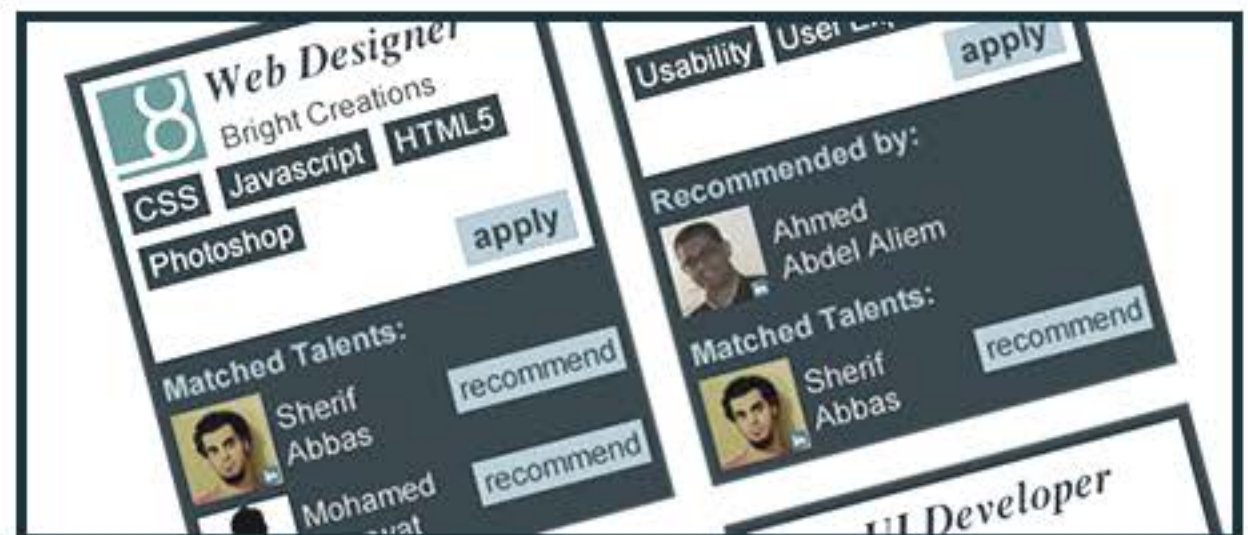 Web Designer
Bright Creations
CSS Javascript HTML5
Photoshop
apply
Matched Talents:
Sherif
Abbas
recommend
Mohamed
recommend
Usability User
apply
Recommended by:
Ahmed
Abdel Aliem
Matched Talents:
Sherif
Abbas
recommend
UI Developer